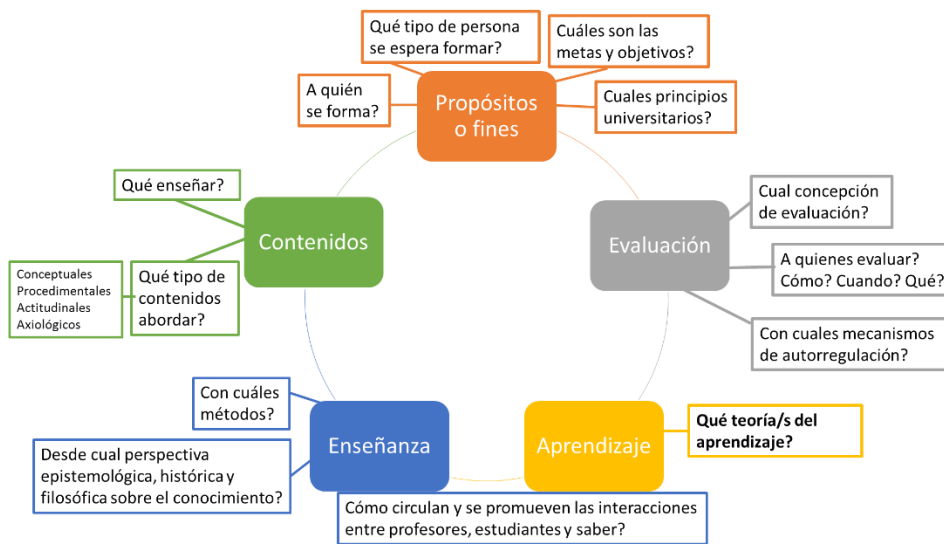 Qué tipo de persona
se espera formar?
Cuáles son las
metas y objetivos?
A quién
se forma?
Propósitos
o fines
Cuales principios
universitarios?
Qué enseñar?
Contenidos
Qué tipo de
contenidos
abordar?
Conceptuales
Procedimentales
Actitudinales
Axiológicos
Cual concepción
de evaluación?
Evaluación
A quienes evaluar?
Cómo? Cuando? Qué?
Con cuales mecanismos
de autorregulación?
Con cuáles
métodos?
Enseñanza
Desde cual perspectiva
epistemológica, histórica y
filosófica sobre el conocimiento?
Aprendizaje
Qué teoría/s del
aprendizaje?
Cómo circulan y se promueven las interacciones
entre profesores, estudiantes y saber?